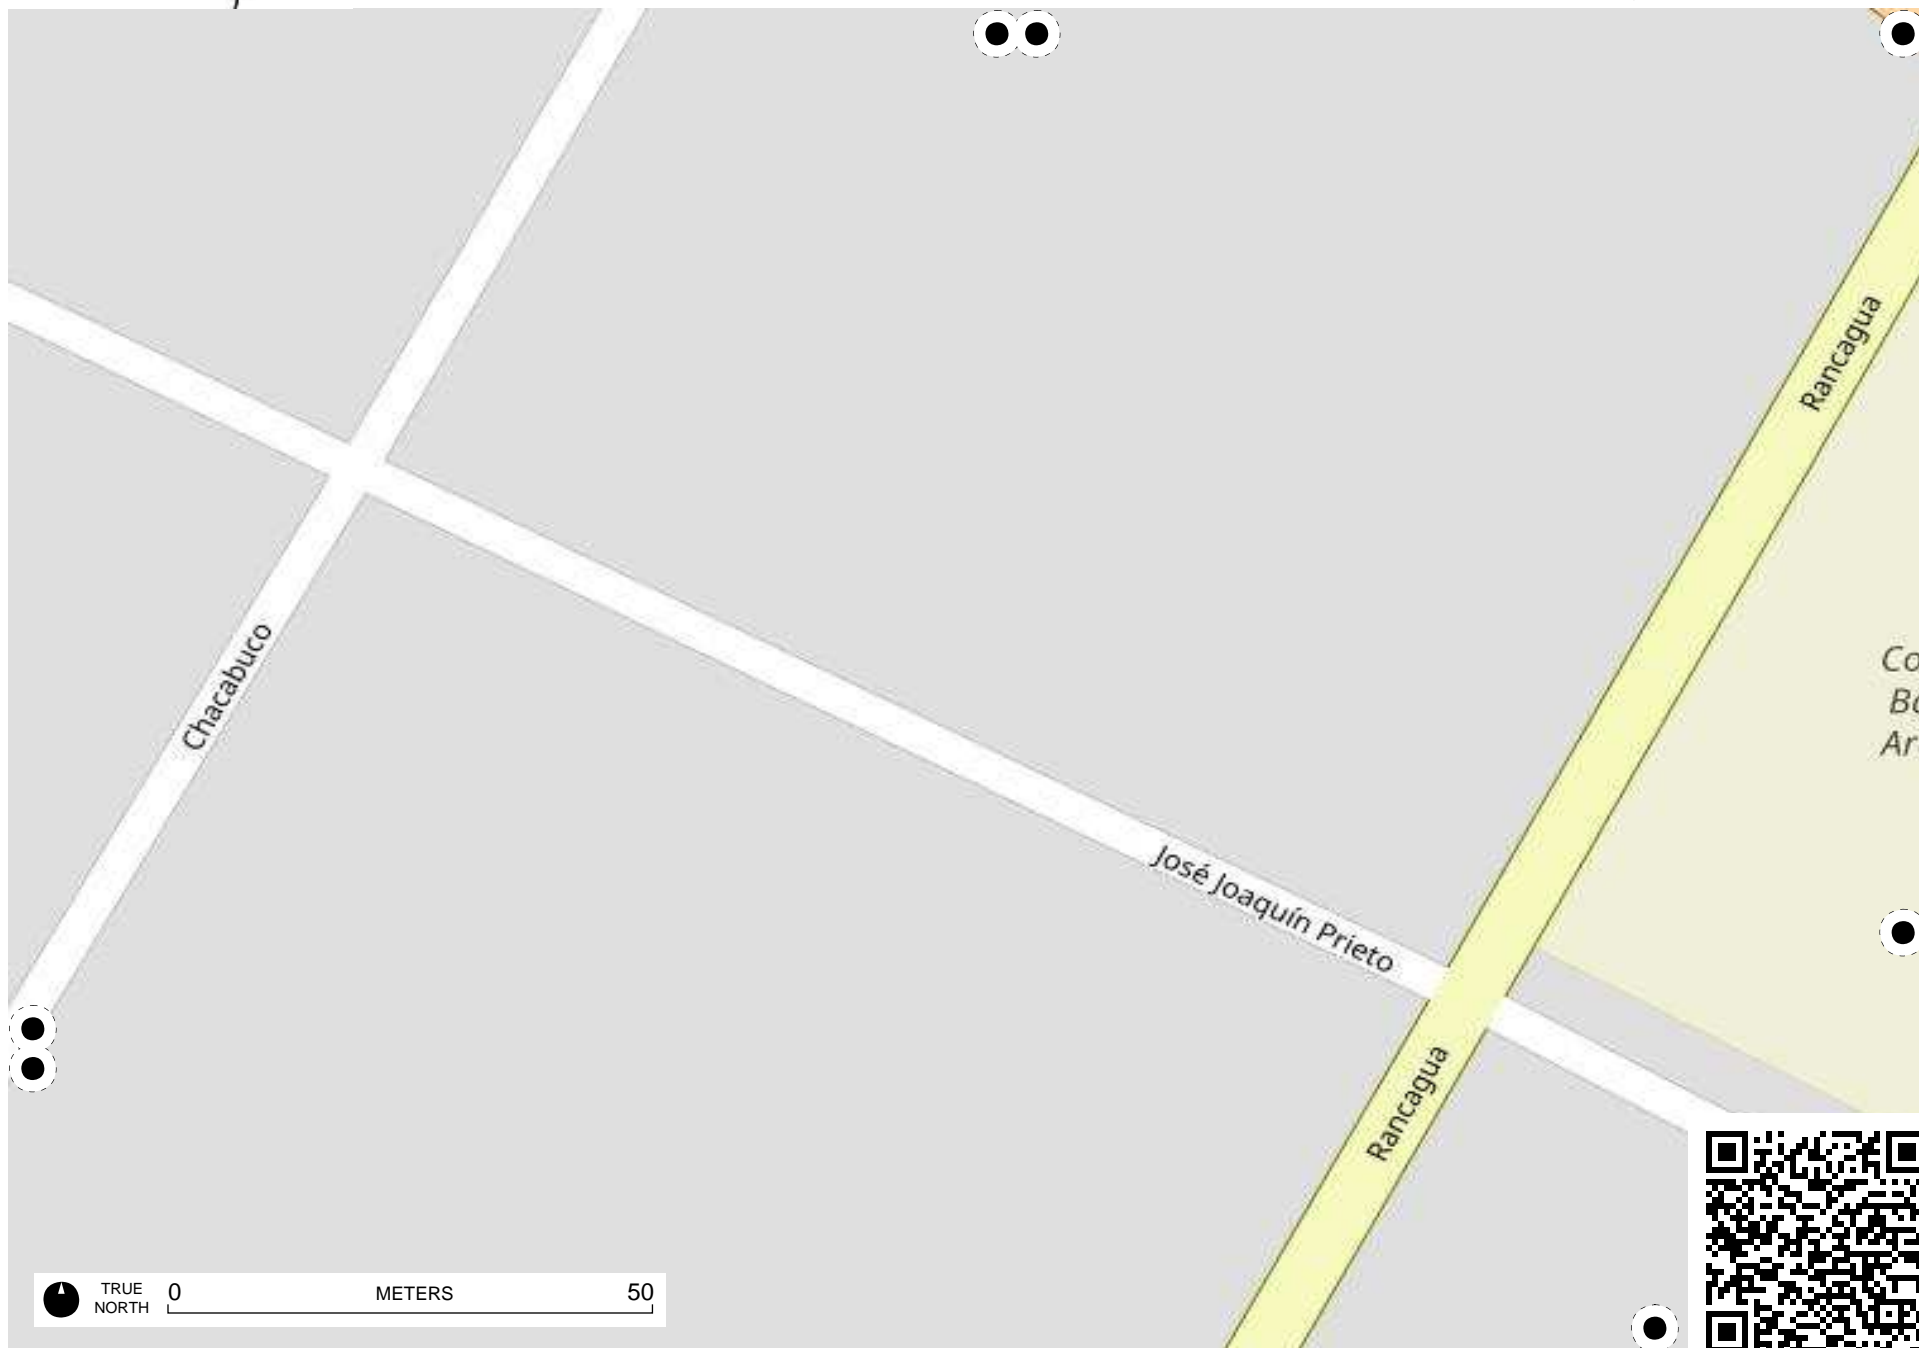 Rancagua
Chacabuco
José Joaquín Prieto
Rancagua
TRUE
NORTH
0 METERS 50